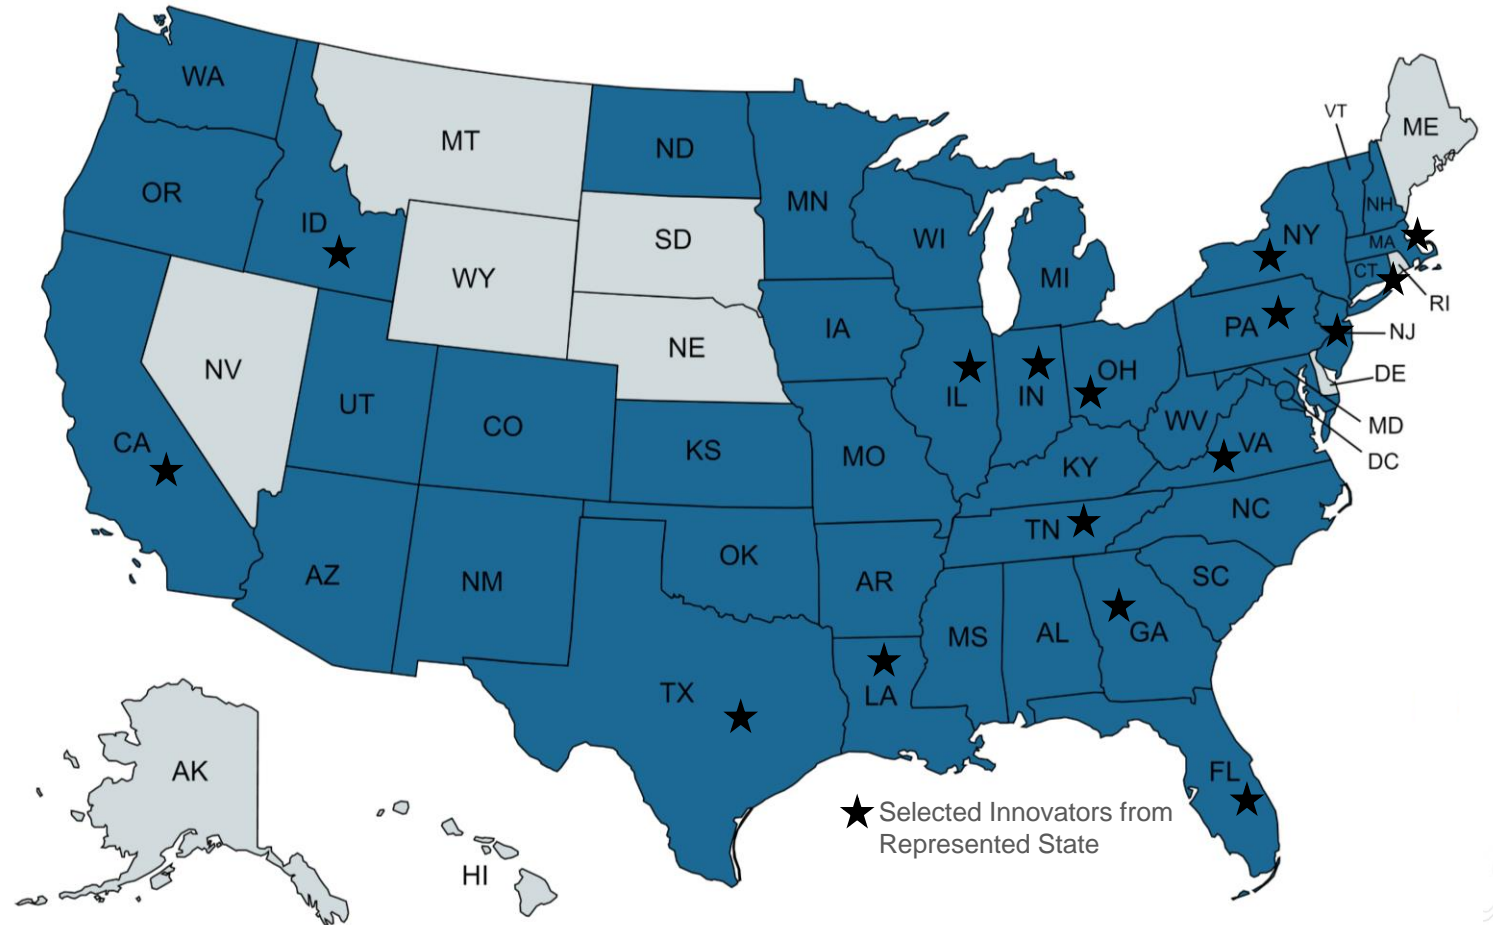 WA
MT
ND
VT
ME
OR
ID
MN
NH
SD
WI
NY
MA
WY
MI
CT
RI
IA
PA
NJ
NV
NE
OH
DE
UT
IL
IN
CO
MD
CA
KS
MO
WV
VA
DC
KY
NC
TN
OK
AZ
NM
AR
SC
MS
AL
GA
TX
LA
AK
FL
HI
Selected Innovators from
Represented State